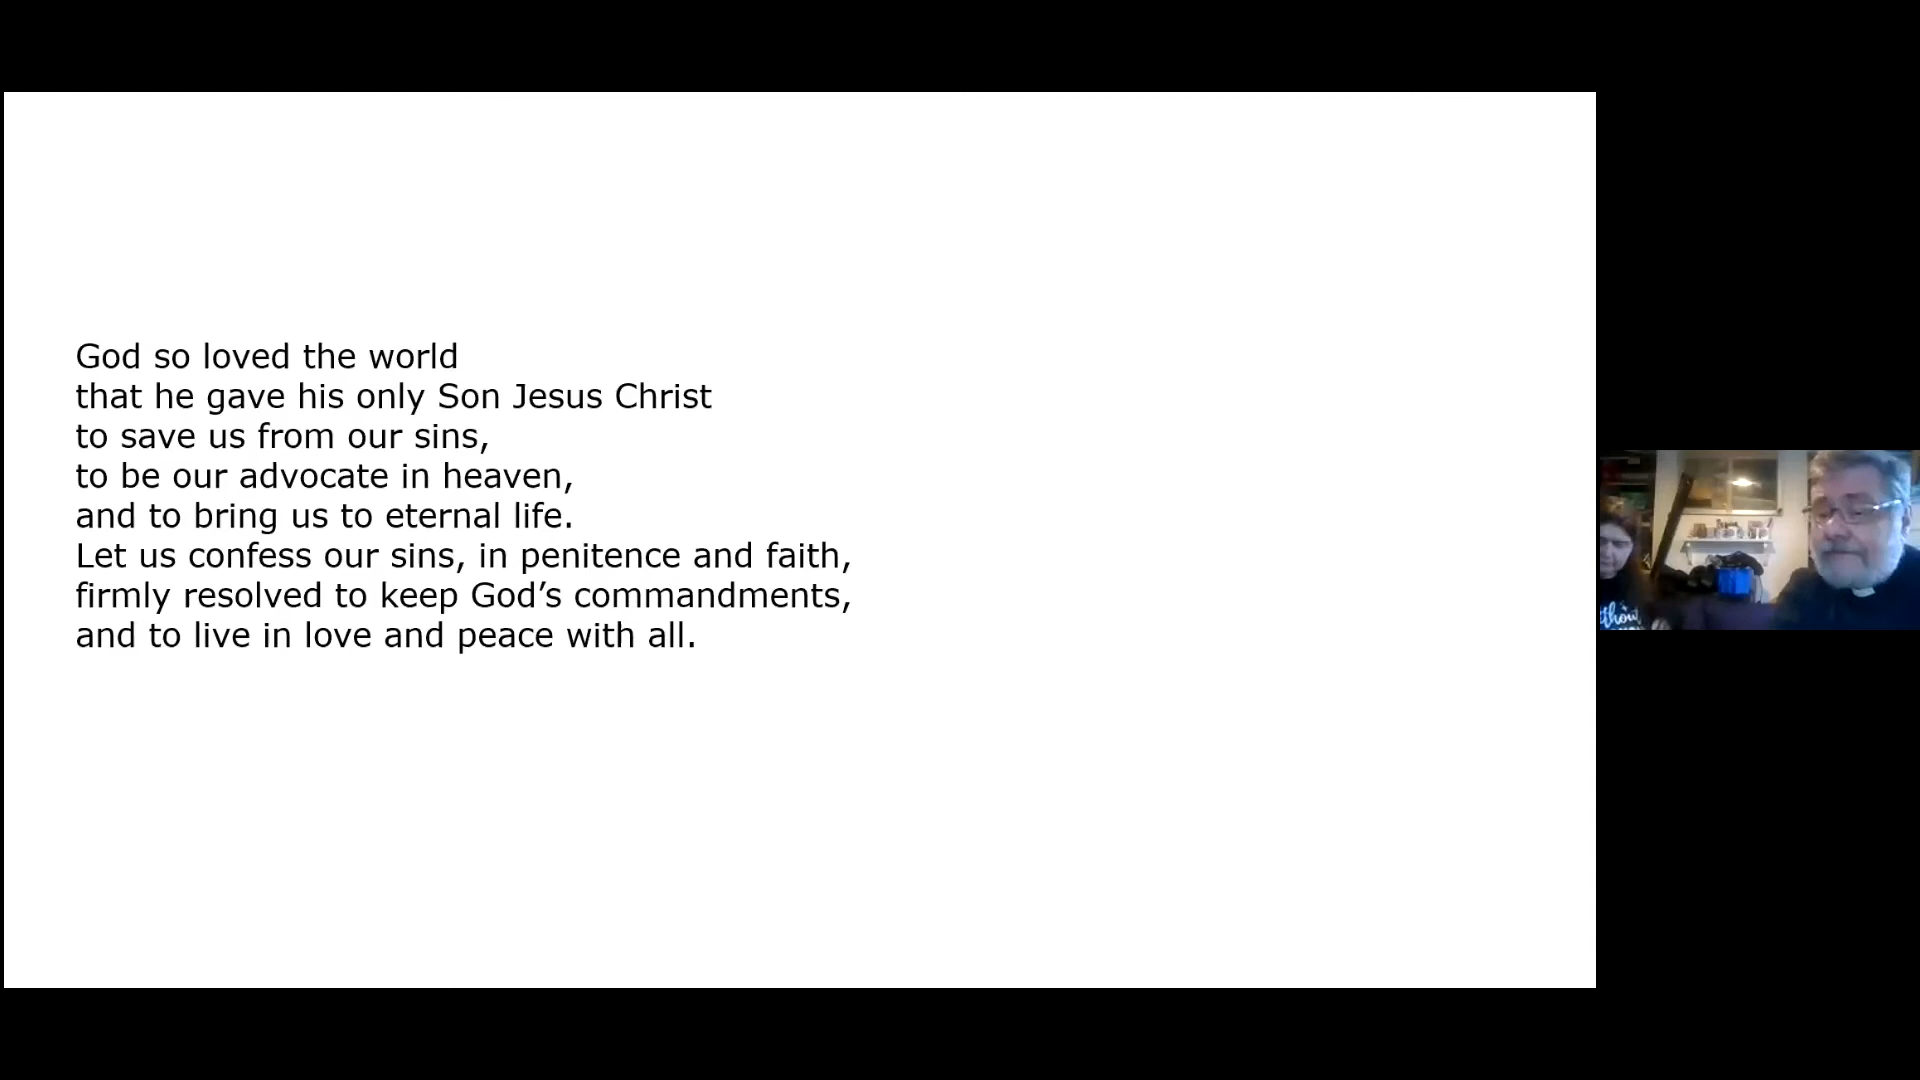 God so loved the world
that he gave his only Son Jesus Christ
to save us from our sins,
to be our advocate in heaven,
and to bring us to eternal life.
Let us confess our sins, in penitence and faith,
firmly resolved to keep God’s commandments,
and to live in love and peace with all.